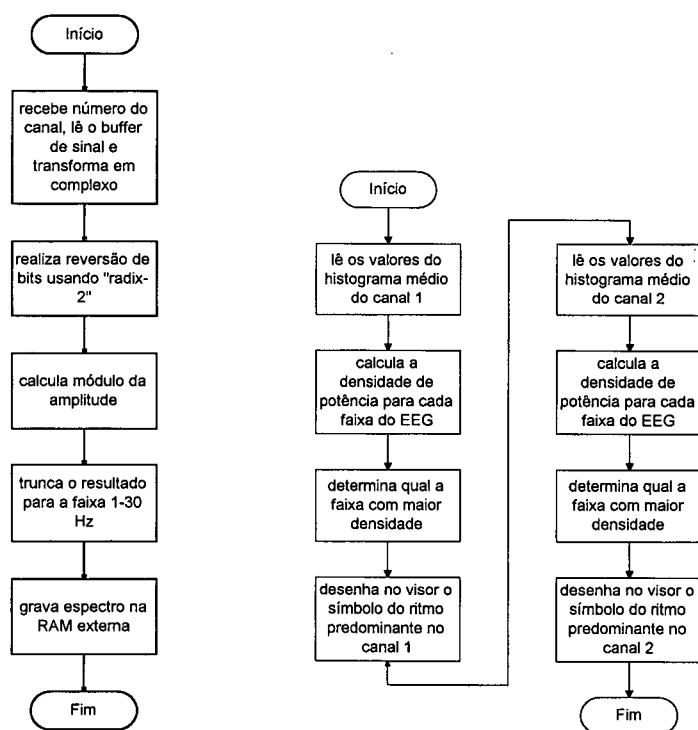 Início
recebe número do
canal, lê o buffer
de sinal e
transforma em
complexo
realiza reversão de
bits usando "radix-
2"
calcula módulo da
amplitude
trunca o resultado
para a faixa 1-30
Hz
grava espectro na
RAM externa
Fim
Início
lê os valores do
histograma médio
do canal 1
calcula a
densidade de
potência para cada
faixa do EEG
determina qual a
faixa com maior
densidade
desenha no visor o
símbolo do ritmo
predominante no
canal 1
lê os valores do
histograma médio
do canal 2
calcula a
densidade de
potência para cada
faixa do EEG
determina qual a
faixa com maior
densidade
desenha no visor o
símbolo do ritmo
predominante no
canal 2
Fim